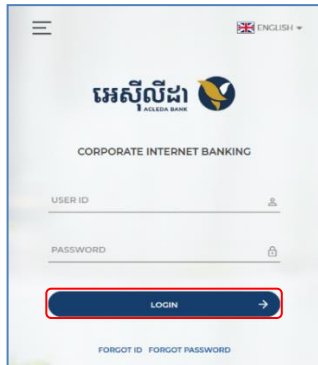 ENGLISH
អេស៊ីលីដា
ACLEDA BANK
CORPORATE INTERNET BANKING
USER ID
PASSWORD
LOGIN
FORGOT ID FORGOT PASSWORD